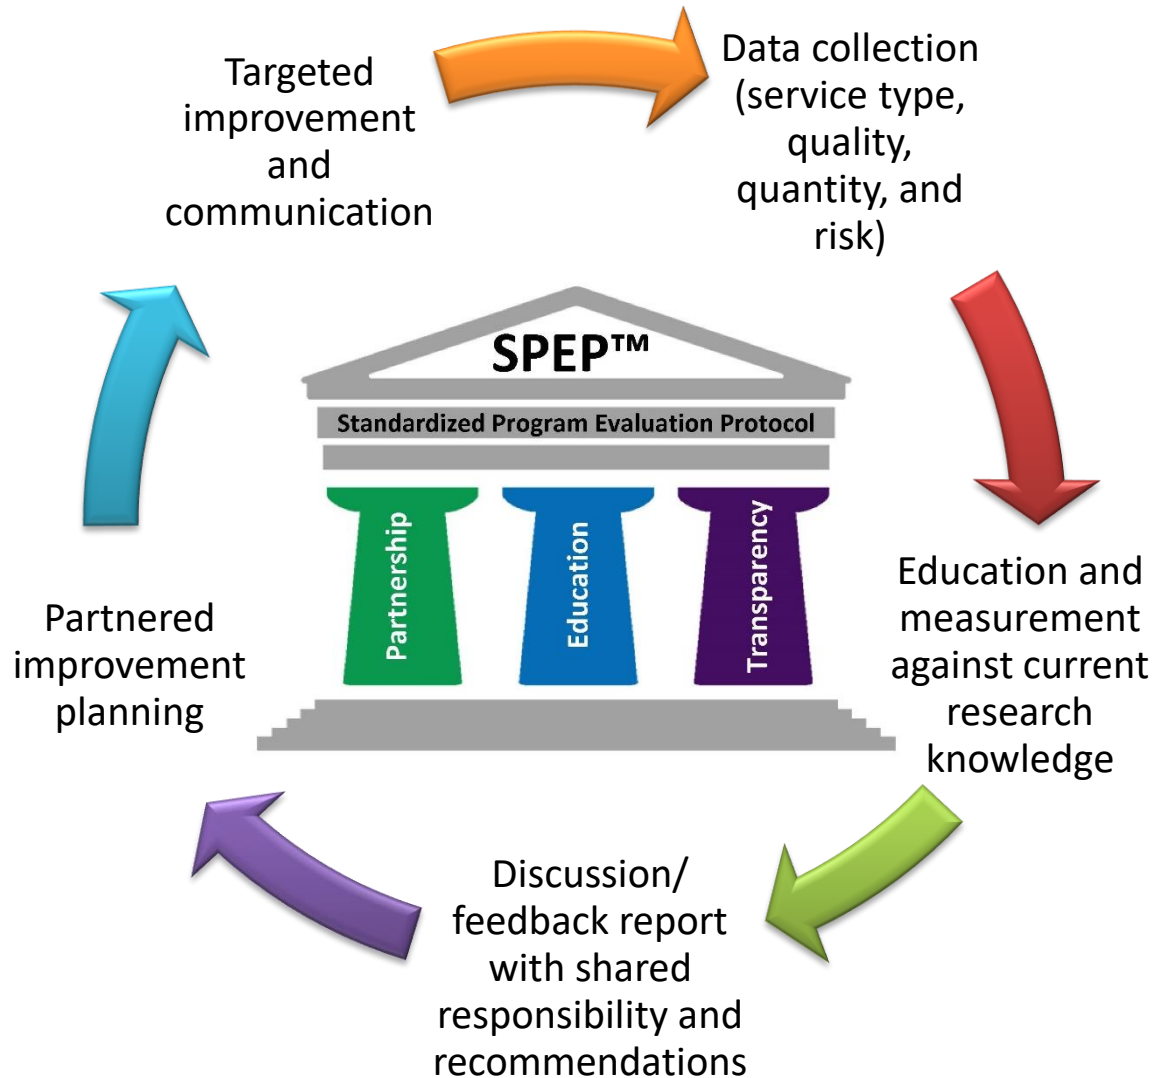 Targeted
improvement
and
communication
Data collection
(service type,
quality,
quantity, and
risk)
SPEP™
Standardized Program Evaluation Protocol
Partnership
Education
Transparency
Education and
measurement
against current
research
knowledge
Partnered
improvement
planning
Discussion/
feedback report
with shared
responsibility and
recommendations